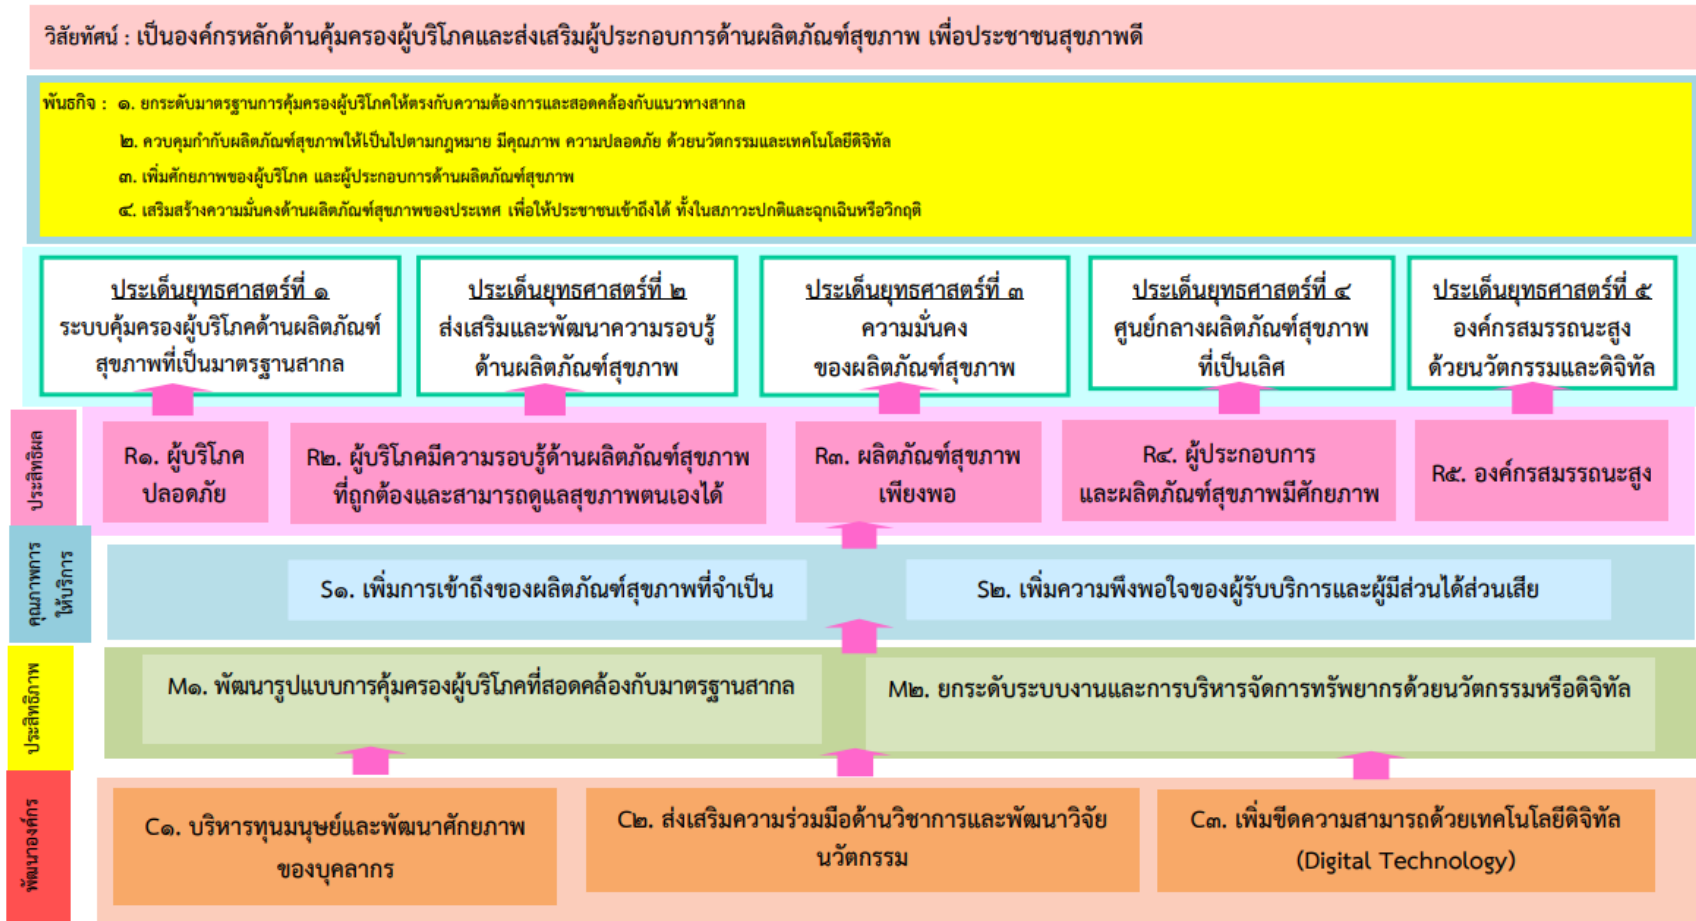 วิสัยทัศน์ : เป็นองค์กรหลักด้านคุ้มครองผู้บริโภคและส่งเสริมผู้ประกอบการด้านผลิตภัณฑ์สุขภาพ เพื่อประชาชนสุขภาพดี
พันธกิจ : ๑. ยกระดับมาตรฐานการคุ้มครองผู้บริโภคให้ตรงกับความต้องการและสอดคล้องกับแนวทางสากล
๒. ควบคุมกำกับผลิตภัณฑ์สุขภาพให้เป็นไปตามกฎหมาย มีคุณภาพ ความปลอดภัย ด้วยนวัตกรรมและเทคโนโลยีดิจิทัล
๓. เพิ่มศักยภาพของผู้บริโภค และผู้ประกอบการด้านผลิตภัณฑ์สุขภาพ
๔. เสริมสร้างความมั่นคงด้านผลิตภัณฑ์สุขภาพของประเทศ เพื่อให้ประชาชนเข้าถึงได้ ทั้งในสภาวะปกติและฉุกเฉินหรือวิกฤติ
ประเด็นยุทธศาสตร์ที่ ๑
ระบบคุ้มครองผู้บริโภคด้านผลิตภัณฑ์
สุขภาพที่เป็นมาตรฐานสากล
ประเด็นยุทธศาสตร์ที่ ๒
ส่งเสริมและพัฒนาความรอบรู้
ด้านผลิตภัณฑ์สุขภาพ
ประเด็นยุทธศาสตร์ที่ ๓
ความมั่นคง
ของผลิตภัณฑ์สุขภาพ
ประเด็นยุทธศาสตร์ที่ ๔
ศูนย์กลางผลิตภัณฑ์สุขภาพ
ที่เป็นเลิศ
ประเด็นยุทธศาสตร์ที่ ๕
องค์กรสมรรถนะสูง
ด้วยนวัตกรรมและดิจิทัล
ประสิทธิผล
R๑. ผู้บริโภค
ปลอดภัย
R๒. ผู้บริโภคมีความรอบรู้ด้านผลิตภัณฑ์สุขภาพ
ที่ถูกต้องและสามารถดูแลสุขภาพตนเองได้
R๓. ผลิตภัณฑ์สุขภาพ
เพียงพอ
R๔. ผู้ประกอบการ
และผลิตภัณฑ์สุขภาพมีศักยภาพ
R๕. องค์กรสมรรถนะสูง
คุณภาพการ
ให้บริการ
S๑. เพิ่มการเข้าถึงของผลิตภัณฑ์สุขภาพที่จำเป็น
S๒. เพิ่มความพึงพอใจของผู้รับบริการและผู้มีส่วนได้ส่วนเสีย
ประสิทธิภาพ
M๑. พัฒนารูปแบบการคุ้มครองผู้บริโภคที่สอดคล้องกับมาตรฐานสากล
M๒. ยกระดับระบบงานและการบริหารจัดการทรัพยากรด้วยนวัตกรรมหรือดิจิทัล
พัฒนาองค์กร
C๑. บริหารทุนมนุษย์และพัฒนาศักยภาพ
ของบุคลากร
C๒. ส่งเสริมความร่วมมือด้านวิชาการและพัฒนาวิจัย
นวัตกรรม
C๓. เพิ่มขีดความสามารถด้วยเทคโนโลยีดิจิทัล
(Digital Technology)